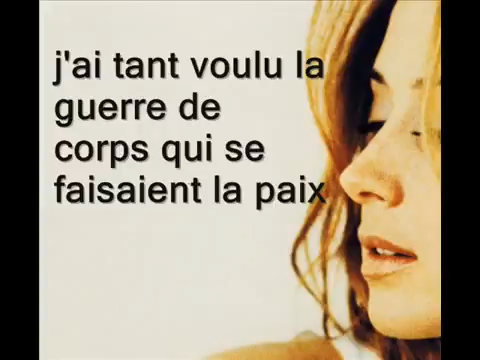 j'ai tant voulu la
guerre de
corps qui se
faisaient la paix